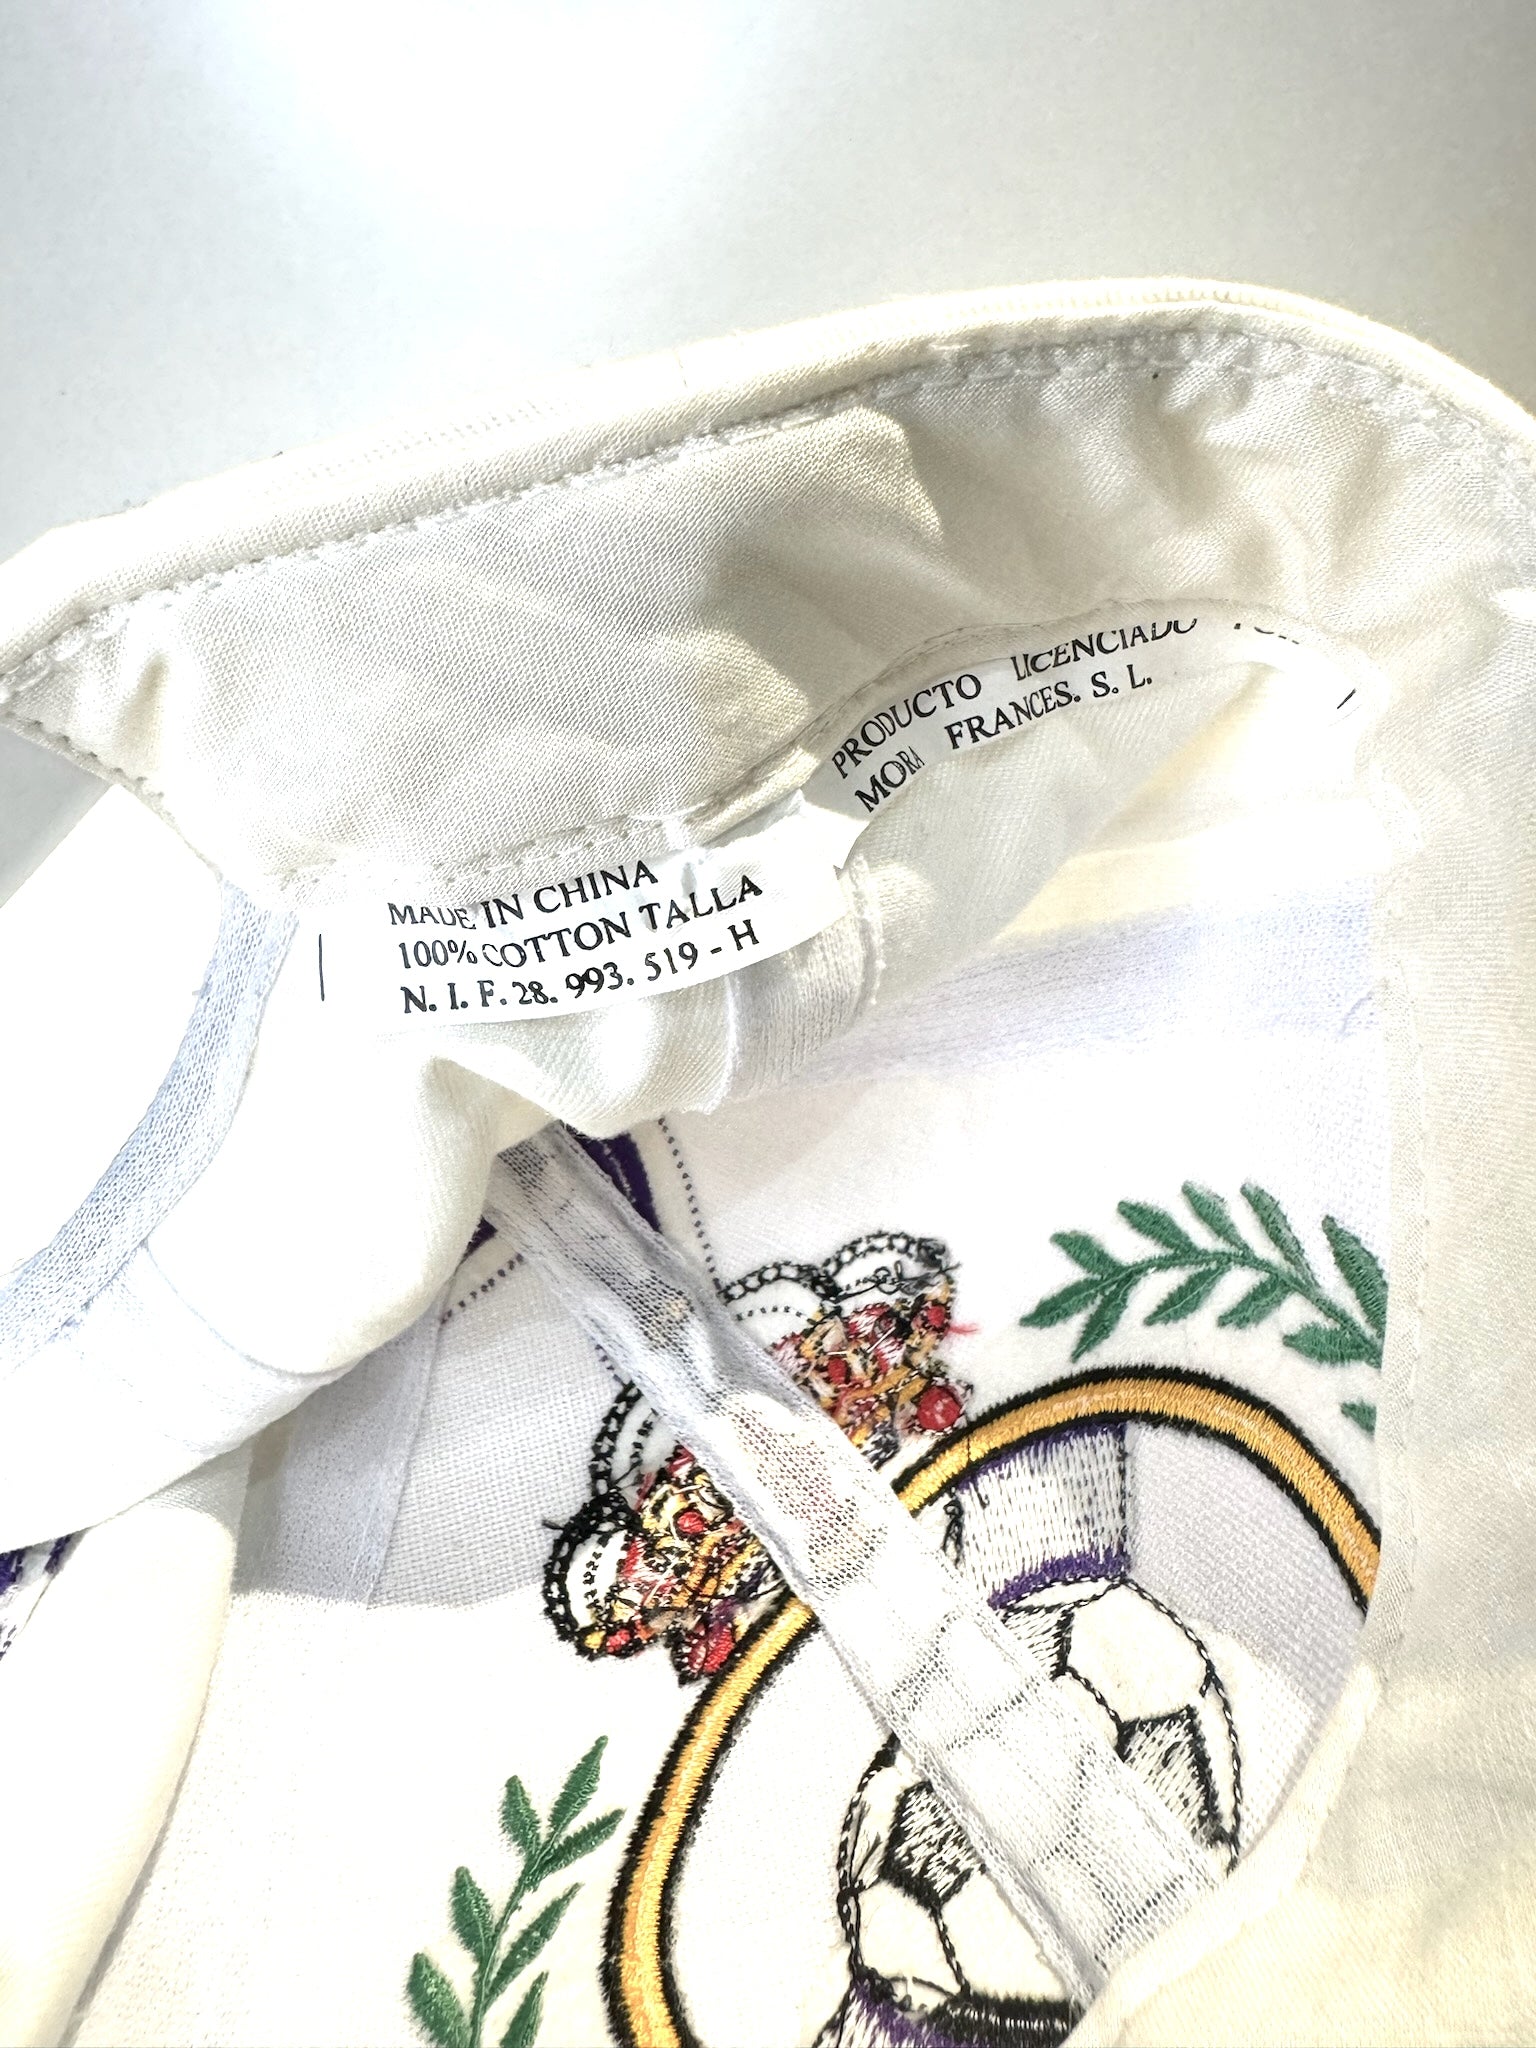 PRODUCTO LICENCIADO
MORA FRANCES. S. L.
MADE IN CHINA
100% COTTON TALLA
N. I. F. 28. 993. 519 - H